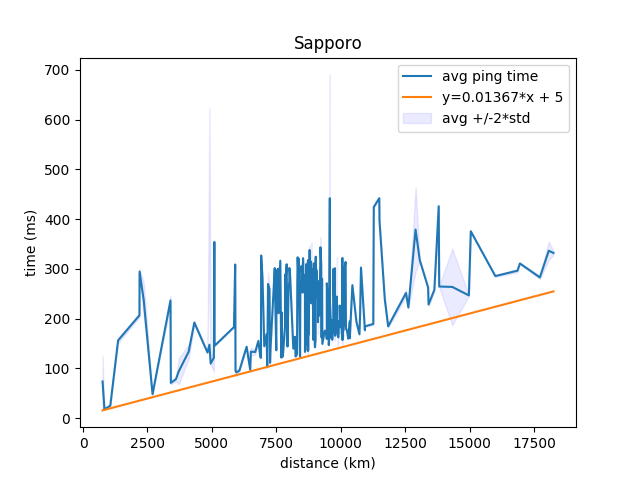 Sapporo
avg ping time
y=0.01367*x + 5
avg +/-2*std
time (ms)
700
600
500
400
300
200
100
0
0 2500 5000 7500 10000 12500 15000 17500
distance (km)